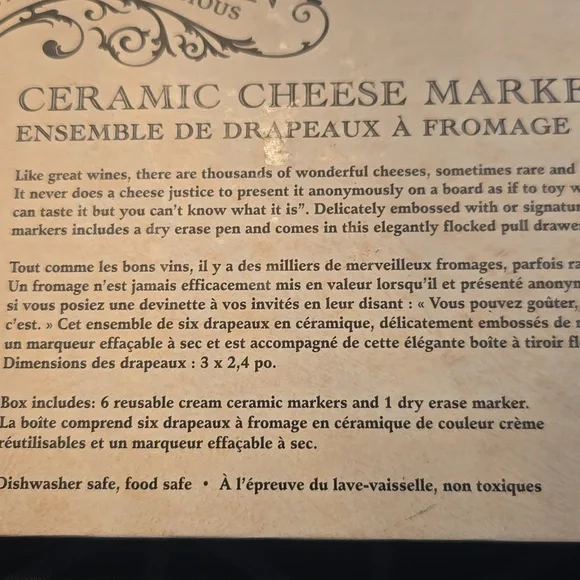 IOUS
CERAMIC CHEESE MARKE
ENSEMBLE DE DRAPEAUX À FROMAGE
Like great wines, there are thousands of wonderful cheeses, sometimes rare and
It never does a cheese justice to present it anonymously on a board as if to toy w
can taste it but you can't know what it is”. Delicately embossed with or signatur
markers includes a dry erase pen and comes in this elegantly flocked pull drawe
Tout comme les bons vins, il y a des milliers de merveilleux fromages, parfois ra
Un fromage n'est jamais efficacement mis en valeur lorsqu'il et présenté anonym
si vous posiez une devinette à vos invités en leur disant : « Vous pouvez goûter,
c'est. » Cet ensemble de six drapeaux en céramique, délicatement embossés de
un marqueur effaçable à sec et est accompagné de cette élégante boîte à tiroir fl
Dimensions des drapeaux : 3 x 2,4 po.
Box includes: 6 reusable cream ceramic markers and 1 dry erase marker.
La boîte comprend six drapeaux à fromage en céramique de couleur crème
réutilisables et un marqueur effaçable à sec.
Dishwasher safe, food safe • À l'épreuve du lave-vaisselle, non toxiques